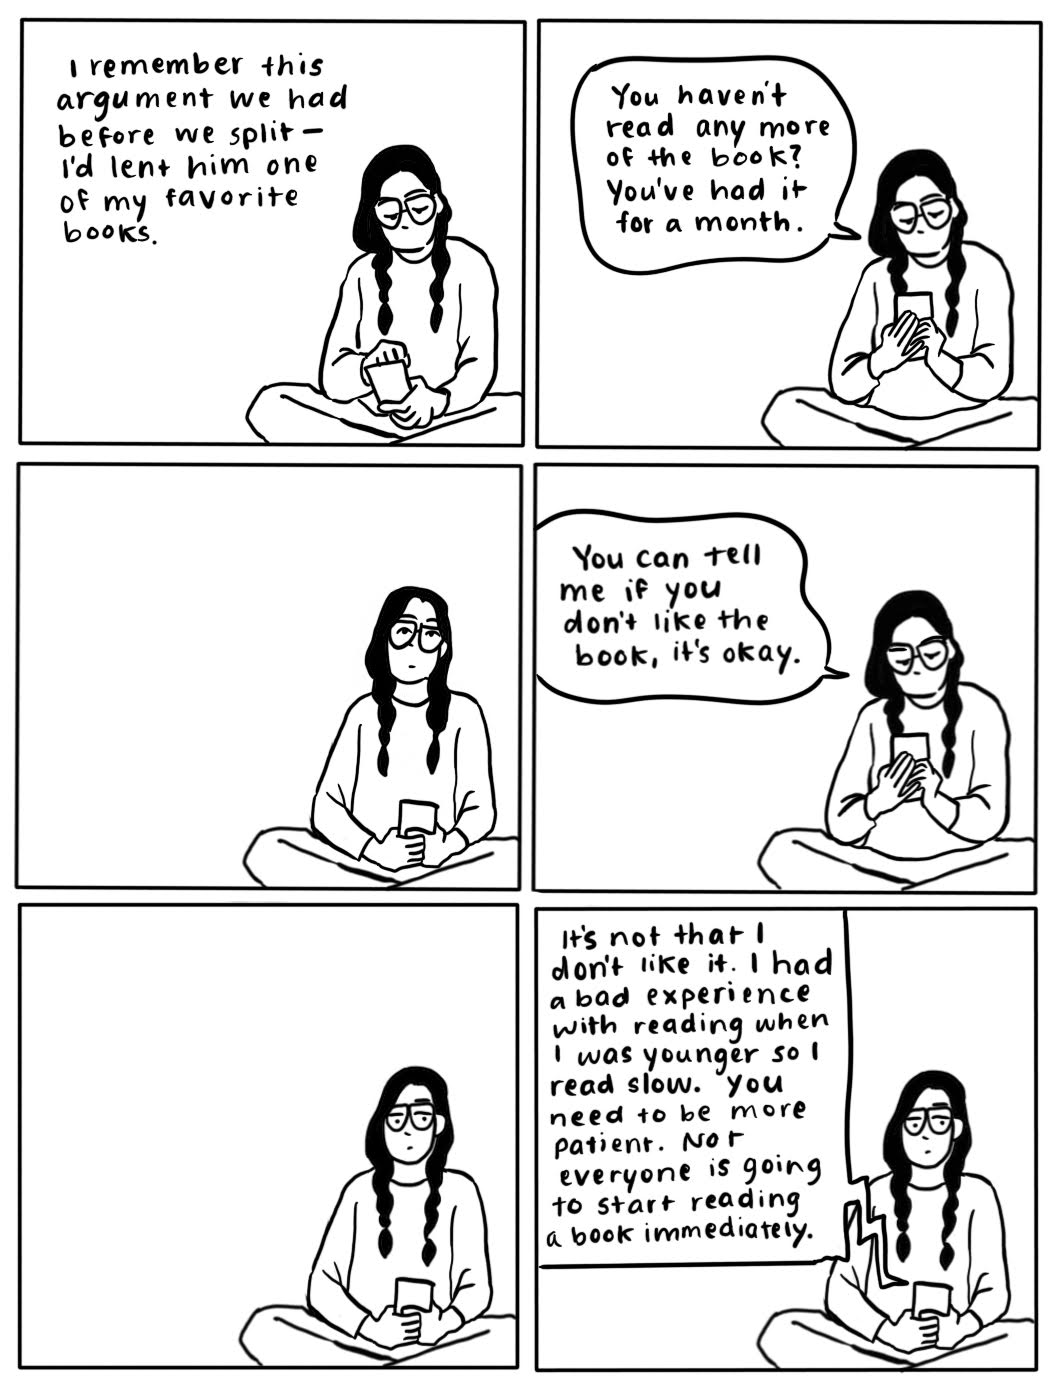 I remember this
argument we had
before we split—
I'd lent him one
of my favorite
books.
You haven't
read any more
of the book?
You've had it
for a month.
You can tell
me if you
don't like the
book, it's okay.
It's not that I
don't like it. I had
a bad experience
with reading when
I was younger so I
read slow. You
need to be more
patient. Not
everyone is going
to start reading
a book immediately.